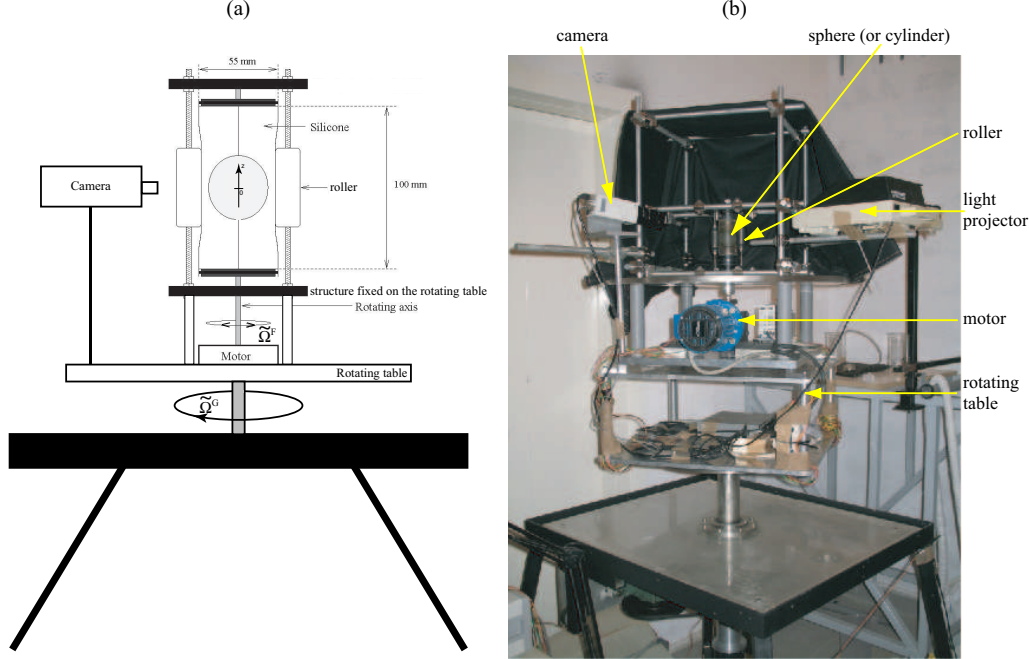 (a)
(b)
camera
sphere (or cylinder)
55 mm
Silicone
roller
100 mm
Camera
z
0
structure fixed on the rotating table
Rotating axis
Ω̃F
Motor
Rotating table
Ω̃G
roller
light
projector
motor
rotating
table